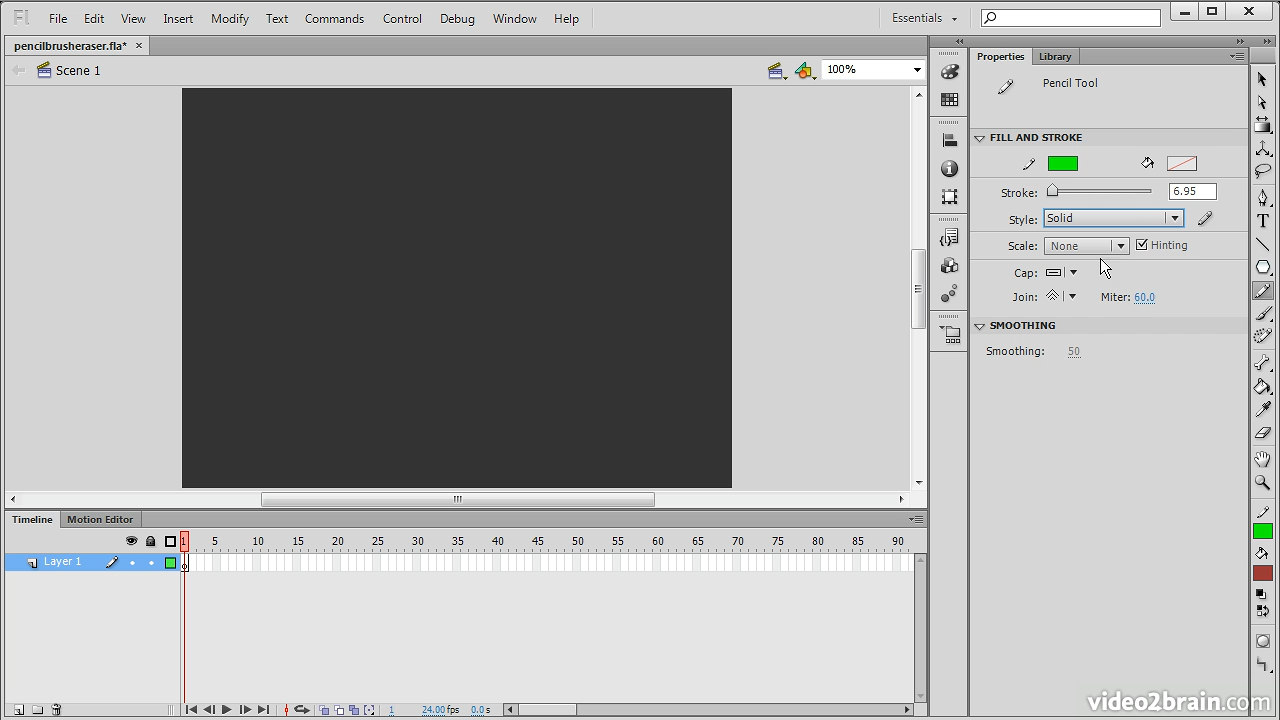 Fl File Edit View Insert Modify Text Commands Control Debug Window Help Essentials
pencilbrusheraser.fla* ×
Scene 1 100%
Properties Library
Pencil Tool
FILL AND STROKE
Stroke: 6.95
Style: Solid
Scale: None Hinting
Cap:
Join: Miter: 60.0
SMOOTHING
Smoothing: 50
Timeline Motion Editor
1 5 10 15 20 25 30 35 40 45 50 55 60 65 70 75 80 85 90
Layer 1
1 24.00 fps 0.0 s
video2brain.com